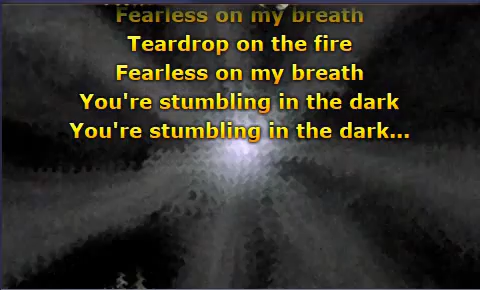 Fearless on my breath
Teardrop on the fire
Fearless on my breath
You're stumbling in the dark
You're stumbling in the dark...